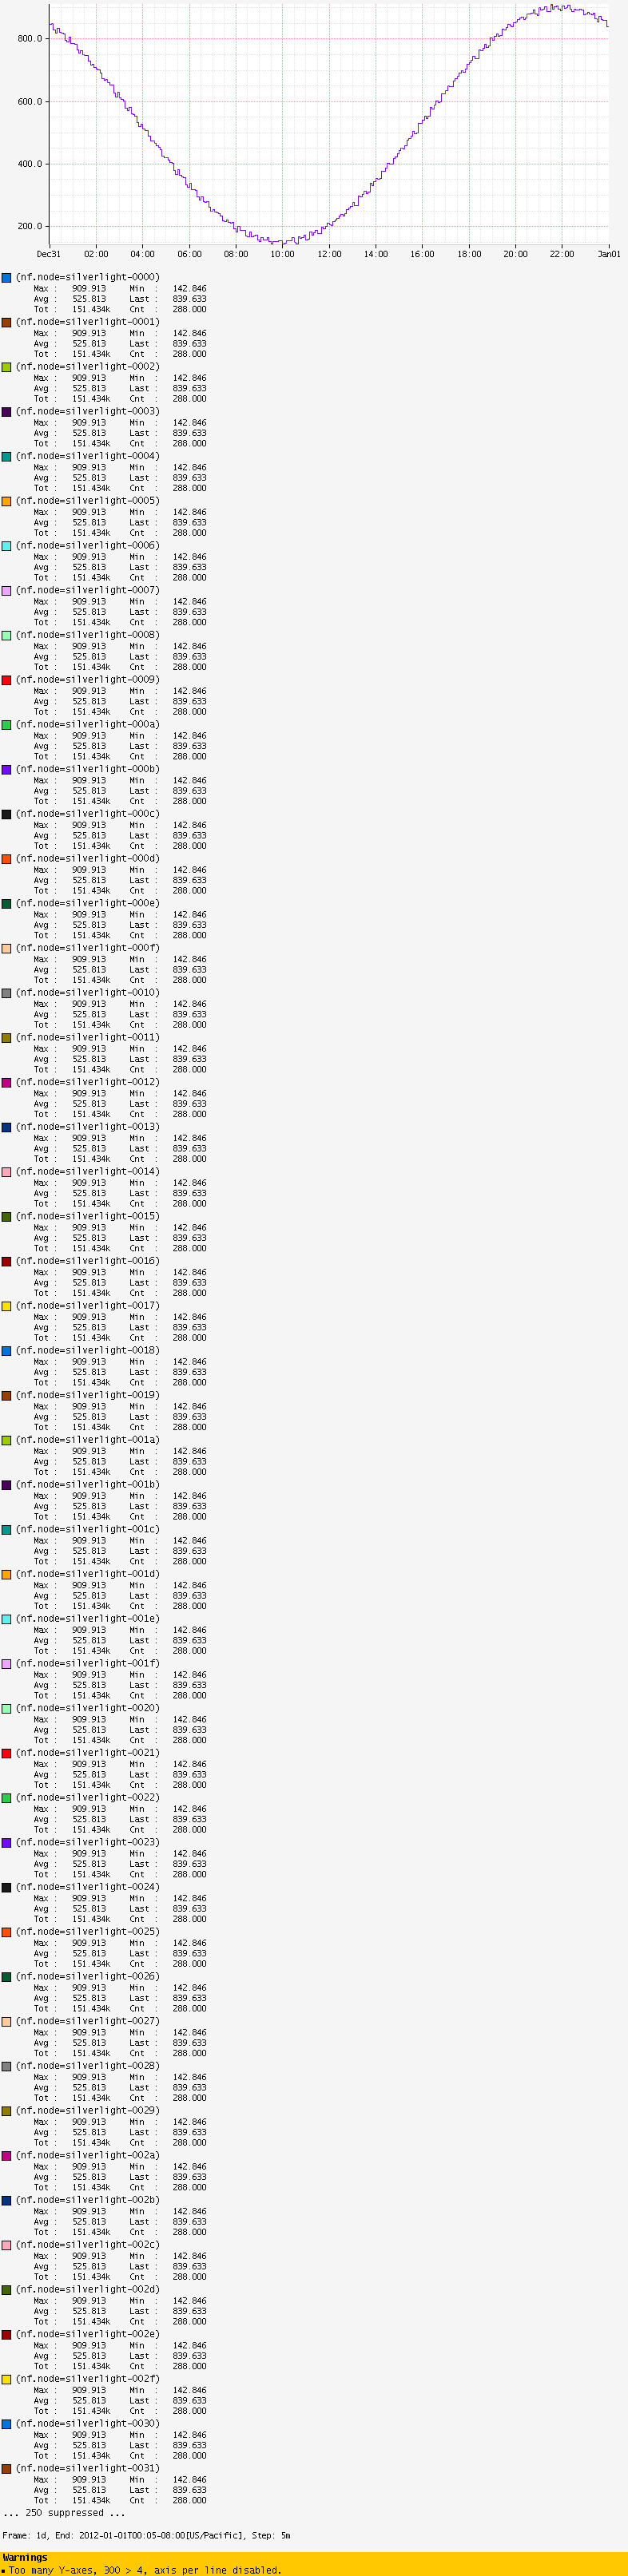 800.0
600.0
400.0
200.0
Dec31 02:00 04:00 06:00 08:00 10:00 12:00 14:00 16:00 18:00 20:00 22:00 Jan01
(nf.node=silverlight-0000)
Max : 909.913 Min : 142.846
Avg : 525.813 Last : 839.633
Tot : 151.434k Cnt : 288.000
(nf.node=silverlight-0001)
Max : 909.913 Min : 142.846
Avg : 525.813 Last : 839.633
Tot : 151.434k Cnt : 288.000
(nf.node=silverlight-0002)
Max : 909.913 Min : 142.846
Avg : 525.813 Last : 839.633
Tot : 151.434k Cnt : 288.000
(nf.node=silverlight-0003)
Max : 909.913 Min : 142.846
Avg : 525.813 Last : 839.633
Tot : 151.434k Cnt : 288.000
(nf.node=silverlight-0004)
Max : 909.913 Min : 142.846
Avg : 525.813 Last : 839.633
Tot : 151.434k Cnt : 288.000
(nf.node=silverlight-0005)
Max : 909.913 Min : 142.846
Avg : 525.813 Last : 839.633
Tot : 151.434k Cnt : 288.000
(nf.node=silverlight-0006)
Max : 909.913 Min : 142.846
Avg : 525.813 Last : 839.633
Tot : 151.434k Cnt : 288.000
(nf.node=silverlight-0007)
Max : 909.913 Min : 142.846
Avg : 525.813 Last : 839.633
Tot : 151.434k Cnt : 288.000
(nf.node=silverlight-0008)
Max : 909.913 Min : 142.846
Avg : 525.813 Last : 839.633
Tot : 151.434k Cnt : 288.000
(nf.node=silverlight-0009)
Max : 909.913 Min : 142.846
Avg : 525.813 Last : 839.633
Tot : 151.434k Cnt : 288.000
(nf.node=silverlight-000a)
Max : 909.913 Min : 142.846
Avg : 525.813 Last : 839.633
Tot : 151.434k Cnt : 288.000
(nf.node=silverlight-000b)
Max : 909.913 Min : 142.846
Avg : 525.813 Last : 839.633
Tot : 151.434k Cnt : 288.000
(nf.node=silverlight-000c)
Max : 909.913 Min : 142.846
Avg : 525.813 Last : 839.633
Tot : 151.434k Cnt : 288.000
(nf.node=silverlight-000d)
Max : 909.913 Min : 142.846
Avg : 525.813 Last : 839.633
Tot : 151.434k Cnt : 288.000
(nf.node=silverlight-000e)
Max : 909.913 Min : 142.846
Avg : 525.813 Last : 839.633
Tot : 151.434k Cnt : 288.000
(nf.node=silverlight-000f)
Max : 909.913 Min : 142.846
Avg : 525.813 Last : 839.633
Tot : 151.434k Cnt : 288.000
(nf.node=silverlight-0010)
Max : 909.913 Min : 142.846
Avg : 525.813 Last : 839.633
Tot : 151.434k Cnt : 288.000
(nf.node=silverlight-0011)
Max : 909.913 Min : 142.846
Avg : 525.813 Last : 839.633
Tot : 151.434k Cnt : 288.000
(nf.node=silverlight-0012)
Max : 909.913 Min : 142.846
Avg : 525.813 Last : 839.633
Tot : 151.434k Cnt : 288.000
(nf.node=silverlight-0013)
Max : 909.913 Min : 142.846
Avg : 525.813 Last : 839.633
Tot : 151.434k Cnt : 288.000
(nf.node=silverlight-0014)
Max : 909.913 Min : 142.846
Avg : 525.813 Last : 839.633
Tot : 151.434k Cnt : 288.000
(nf.node=silverlight-0015)
Max : 909.913 Min : 142.846
Avg : 525.813 Last : 839.633
Tot : 151.434k Cnt : 288.000
(nf.node=silverlight-0016)
Max : 909.913 Min : 142.846
Avg : 525.813 Last : 839.633
Tot : 151.434k Cnt : 288.000
(nf.node=silverlight-0017)
Max : 909.913 Min : 142.846
Avg : 525.813 Last : 839.633
Tot : 151.434k Cnt : 288.000
(nf.node=silverlight-0018)
Max : 909.913 Min : 142.846
Avg : 525.813 Last : 839.633
Tot : 151.434k Cnt : 288.000
(nf.node=silverlight-0019)
Max : 909.913 Min : 142.846
Avg : 525.813 Last : 839.633
Tot : 151.434k Cnt : 288.000
(nf.node=silverlight-001a)
Max : 909.913 Min : 142.846
Avg : 525.813 Last : 839.633
Tot : 151.434k Cnt : 288.000
(nf.node=silverlight-001b)
Max : 909.913 Min : 142.846
Avg : 525.813 Last : 839.633
Tot : 151.434k Cnt : 288.000
(nf.node=silverlight-001c)
Max : 909.913 Min : 142.846
Avg : 525.813 Last : 839.633
Tot : 151.434k Cnt : 288.000
(nf.node=silverlight-001d)
Max : 909.913 Min : 142.846
Avg : 525.813 Last : 839.633
Tot : 151.434k Cnt : 288.000
(nf.node=silverlight-001e)
Max : 909.913 Min : 142.846
Avg : 525.813 Last : 839.633
Tot : 151.434k Cnt : 288.000
(nf.node=silverlight-001f)
Max : 909.913 Min : 142.846
Avg : 525.813 Last : 839.633
Tot : 151.434k Cnt : 288.000
(nf.node=silverlight-0020)
Max : 909.913 Min : 142.846
Avg : 525.813 Last : 839.633
Tot : 151.434k Cnt : 288.000
(nf.node=silverlight-0021)
Max : 909.913 Min : 142.846
Avg : 525.813 Last : 839.633
Tot : 151.434k Cnt : 288.000
(nf.node=silverlight-0022)
Max : 909.913 Min : 142.846
Avg : 525.813 Last : 839.633
Tot : 151.434k Cnt : 288.000
(nf.node=silverlight-0023)
Max : 909.913 Min : 142.846
Avg : 525.813 Last : 839.633
Tot : 151.434k Cnt : 288.000
(nf.node=silverlight-0024)
Max : 909.913 Min : 142.846
Avg : 525.813 Last : 839.633
Tot : 151.434k Cnt : 288.000
(nf.node=silverlight-0025)
Max : 909.913 Min : 142.846
Avg : 525.813 Last : 839.633
Tot : 151.434k Cnt : 288.000
(nf.node=silverlight-0026)
Max : 909.913 Min : 142.846
Avg : 525.813 Last : 839.633
Tot : 151.434k Cnt : 288.000
(nf.node=silverlight-0027)
Max : 909.913 Min : 142.846
Avg : 525.813 Last : 839.633
Tot : 151.434k Cnt : 288.000
(nf.node=silverlight-0028)
Max : 909.913 Min : 142.846
Avg : 525.813 Last : 839.633
Tot : 151.434k Cnt : 288.000
(nf.node=silverlight-0029)
Max : 909.913 Min : 142.846
Avg : 525.813 Last : 839.633
Tot : 151.434k Cnt : 288.000
(nf.node=silverlight-002a)
Max : 909.913 Min : 142.846
Avg : 525.813 Last : 839.633
Tot : 151.434k Cnt : 288.000
(nf.node=silverlight-002b)
Max : 909.913 Min : 142.846
Avg : 525.813 Last : 839.633
Tot : 151.434k Cnt : 288.000
(nf.node=silverlight-002c)
Max : 909.913 Min : 142.846
Avg : 525.813 Last : 839.633
Tot : 151.434k Cnt : 288.000
(nf.node=silverlight-002d)
Max : 909.913 Min : 142.846
Avg : 525.813 Last : 839.633
Tot : 151.434k Cnt : 288.000
(nf.node=silverlight-002e)
Max : 909.913 Min : 142.846
Avg : 525.813 Last : 839.633
Tot : 151.434k Cnt : 288.000
(nf.node=silverlight-002f)
Max : 909.913 Min : 142.846
Avg : 525.813 Last : 839.633
Tot : 151.434k Cnt : 288.000
(nf.node=silverlight-0030)
Max : 909.913 Min : 142.846
Avg : 525.813 Last : 839.633
Tot : 151.434k Cnt : 288.000
(nf.node=silverlight-0031)
Max : 909.913 Min : 142.846
Avg : 525.813 Last : 839.633
Tot : 151.434k Cnt : 288.000
... 250 suppressed ...
Frame: 1d, End: 2012-01-01T00:05-08:00[US/Pacific], Step: 5m
Warnings
▪ Too many Y-axes, 300 > 4, axis per line disabled.